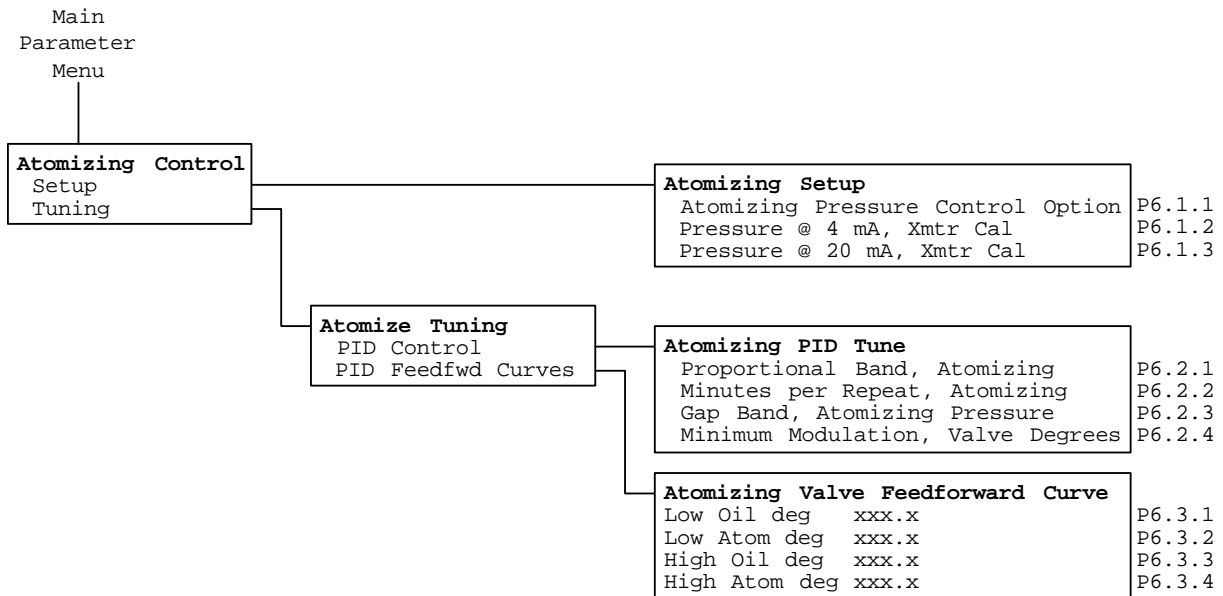 Main
Parameter
Menu
Atomizing Control
Setup
Tuning
Atomizing Setup
Atomizing Pressure Control Option P6.1.1
Pressure @ 4 mA, Xmtr Cal P6.1.2
Pressure @ 20 mA, Xmtr Cal P6.1.3
Atomize Tuning
PID Control
PID Feedfwd Curves
Atomizing PID Tune
Proportional Band, Atomizing P6.2.1
Minutes per Repeat, Atomizing P6.2.2
Gap Band, Atomizing Pressure P6.2.3
Minimum Modulation, Valve Degrees P6.2.4
Atomizing Valve Feedforward Curve
Low Oil deg xxx.x P6.3.1
Low Atom deg xxx.x P6.3.2
High Oil deg xxx.x P6.3.3
High Atom deg xxx.x P6.3.4